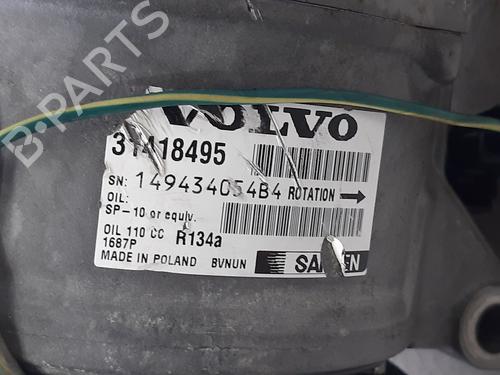 B-PARTS
VOLVO
31418495
SN: 149434054B4 ROTATION →
OIL:
SP-10 or equiv.
OIL 110 CC R134a
1687P
MADE IN POLAND BVNUN SANDEN